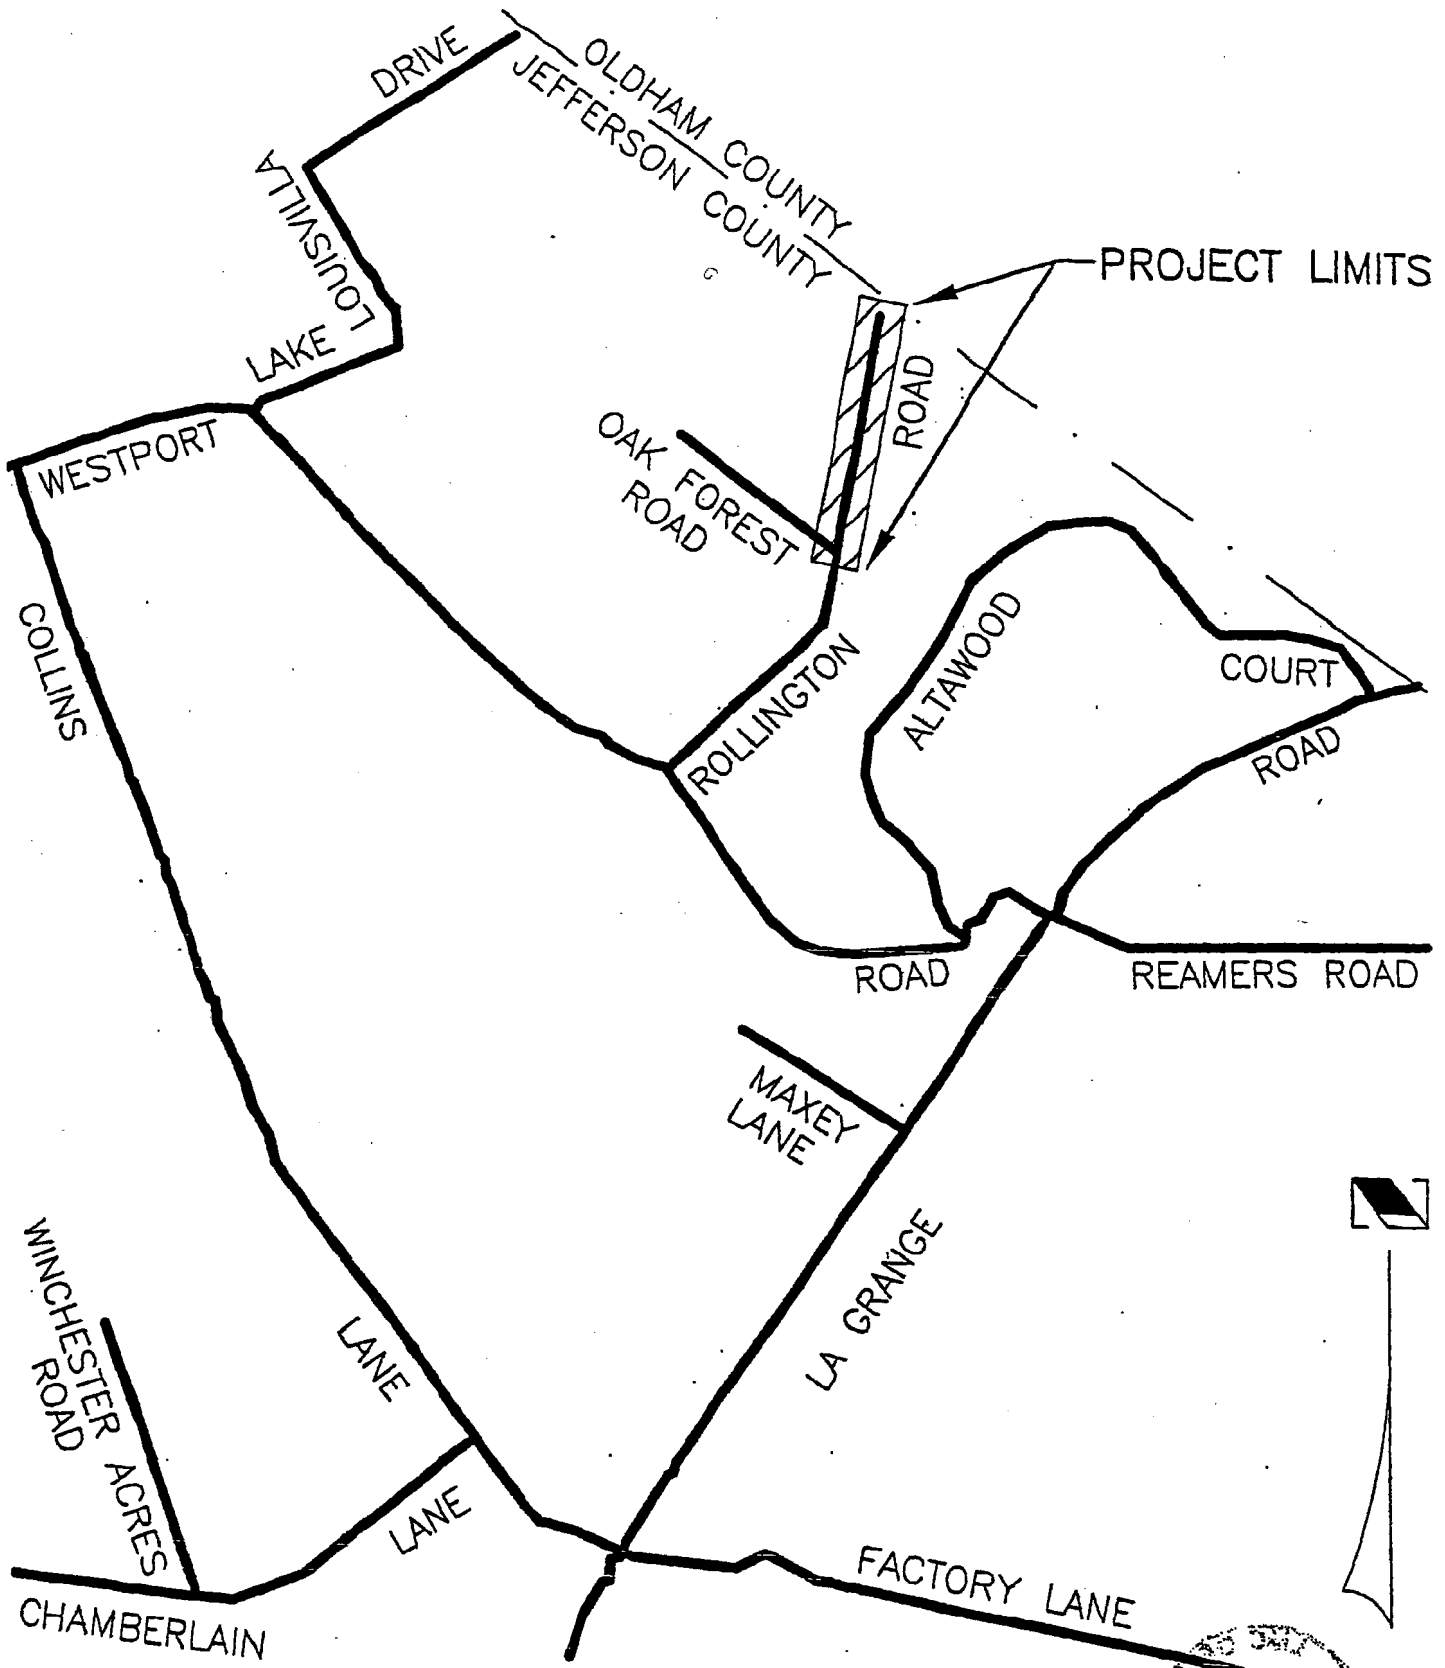 DRIVE
OLDHAM COUNTY
JEFFERSON COUNTY
LOUISVILLA
PROJECT LIMITS
LAKE
ROAD
WESTPORT
OAK FOREST
ROAD
COLLINS
ROLLINGTON
ALTAWOOD
COURT
ROAD
ROAD
REAMERS ROAD
MAXEY
LANE
LA GRANGE
WINCHESTER ACRES
ROAD
LANE
LANE
FACTORY LANE
CHAMBERLAIN
N